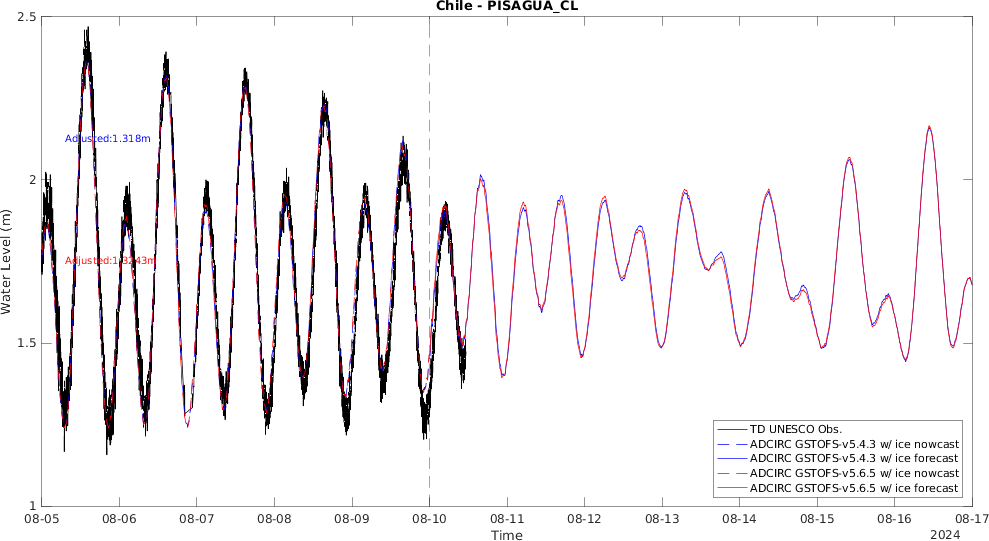 Chile - PISAGUA_CL
2.5
2
1.5
1
Water Level (m)
Adjusted:1.318m
Adjusted:1.3243m
08-05 08-06 08-07 08-08 08-09 08-10 08-11 08-12 08-13 08-14 08-15 08-16 08-17
Time
2024
TD UNESCO Obs.
ADCIRC GSTOFS-v5.4.3 w/ ice nowcast
ADCIRC GSTOFS-v5.4.3 w/ ice forecast
ADCIRC GSTOFS-v5.6.5 w/ ice nowcast
ADCIRC GSTOFS-v5.6.5 w/ ice forecast